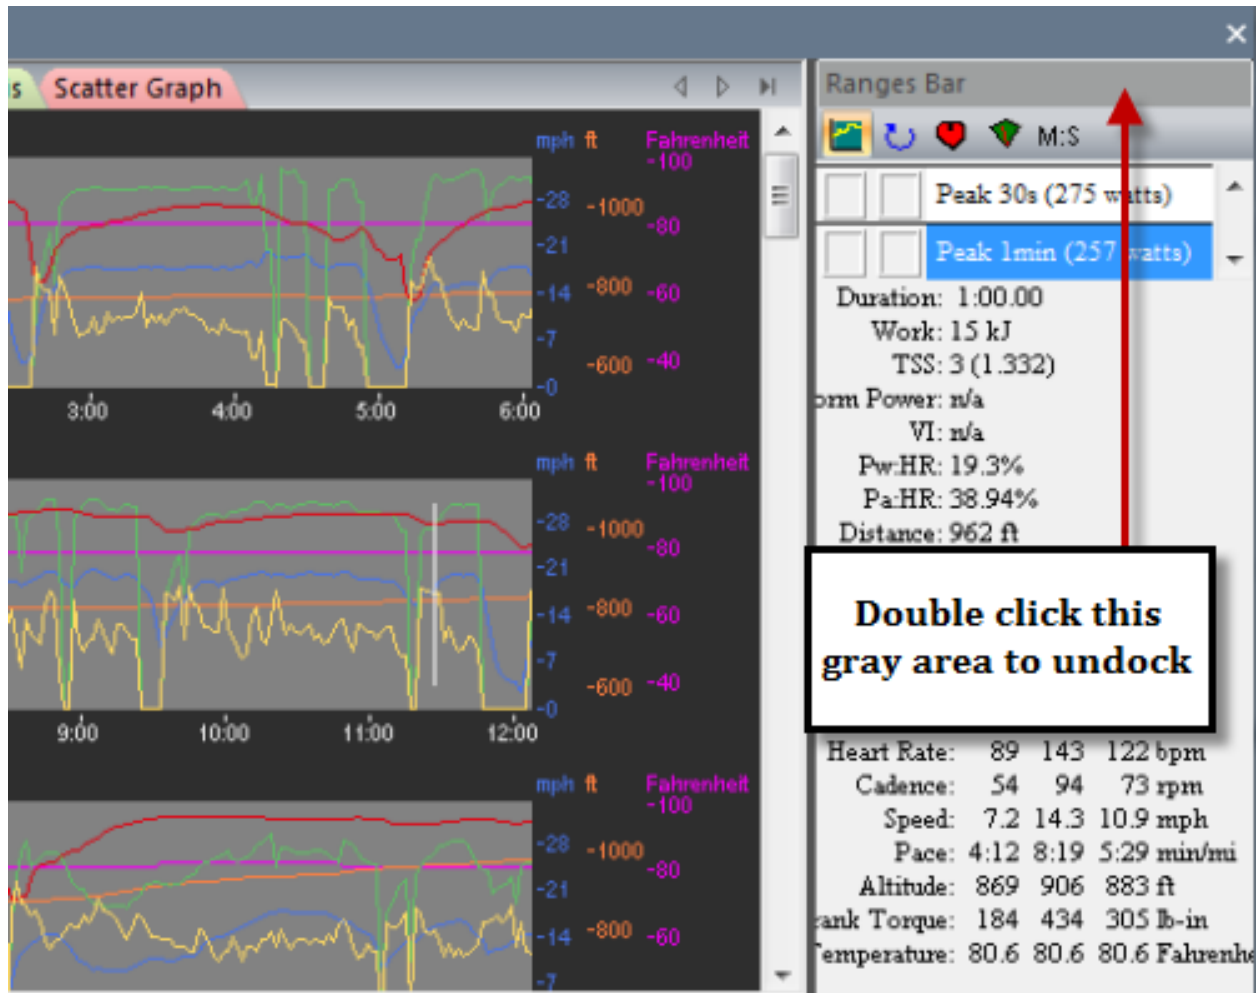 s Scatter Graph
Ranges Bar
M:S
mph ft Fahrenheit
-100
-28 -1000
-80
-21
-14 -800 -60
-7
-600 -40
-0
3:00 4:00 5:00 6:00
mph ft Fahrenheit
-100
-28 -1000
-80
-21
-14 -800 -60
-7
-600 -40
-0
9:00 10:00 11:00 12:00
mph ft Fahrenheit
-100
-28 -1000
-80
-21
-14 -800 -60
-7
Peak 30s (275 watts)
Peak 1min (257 watts)
Duration: 1:00.00
Work: 15 kJ
TSS: 3 (1.332)
orm Power: n/a
VI: n/a
Pw:HR: 19.3%
Pa:HR: 38.94%
Distance: 962 ft
Double click this
gray area to undock
Heart Rate: 89 143 122 bpm
Cadence: 54 94 73 rpm
Speed: 7.2 14.3 10.9 mph
Pace: 4:12 8:19 5:29 min/mi
Altitude: 869 906 883 ft
rank Torque: 184 434 305 lb-in
emperature: 80.6 80.6 80.6 Fahrenhe